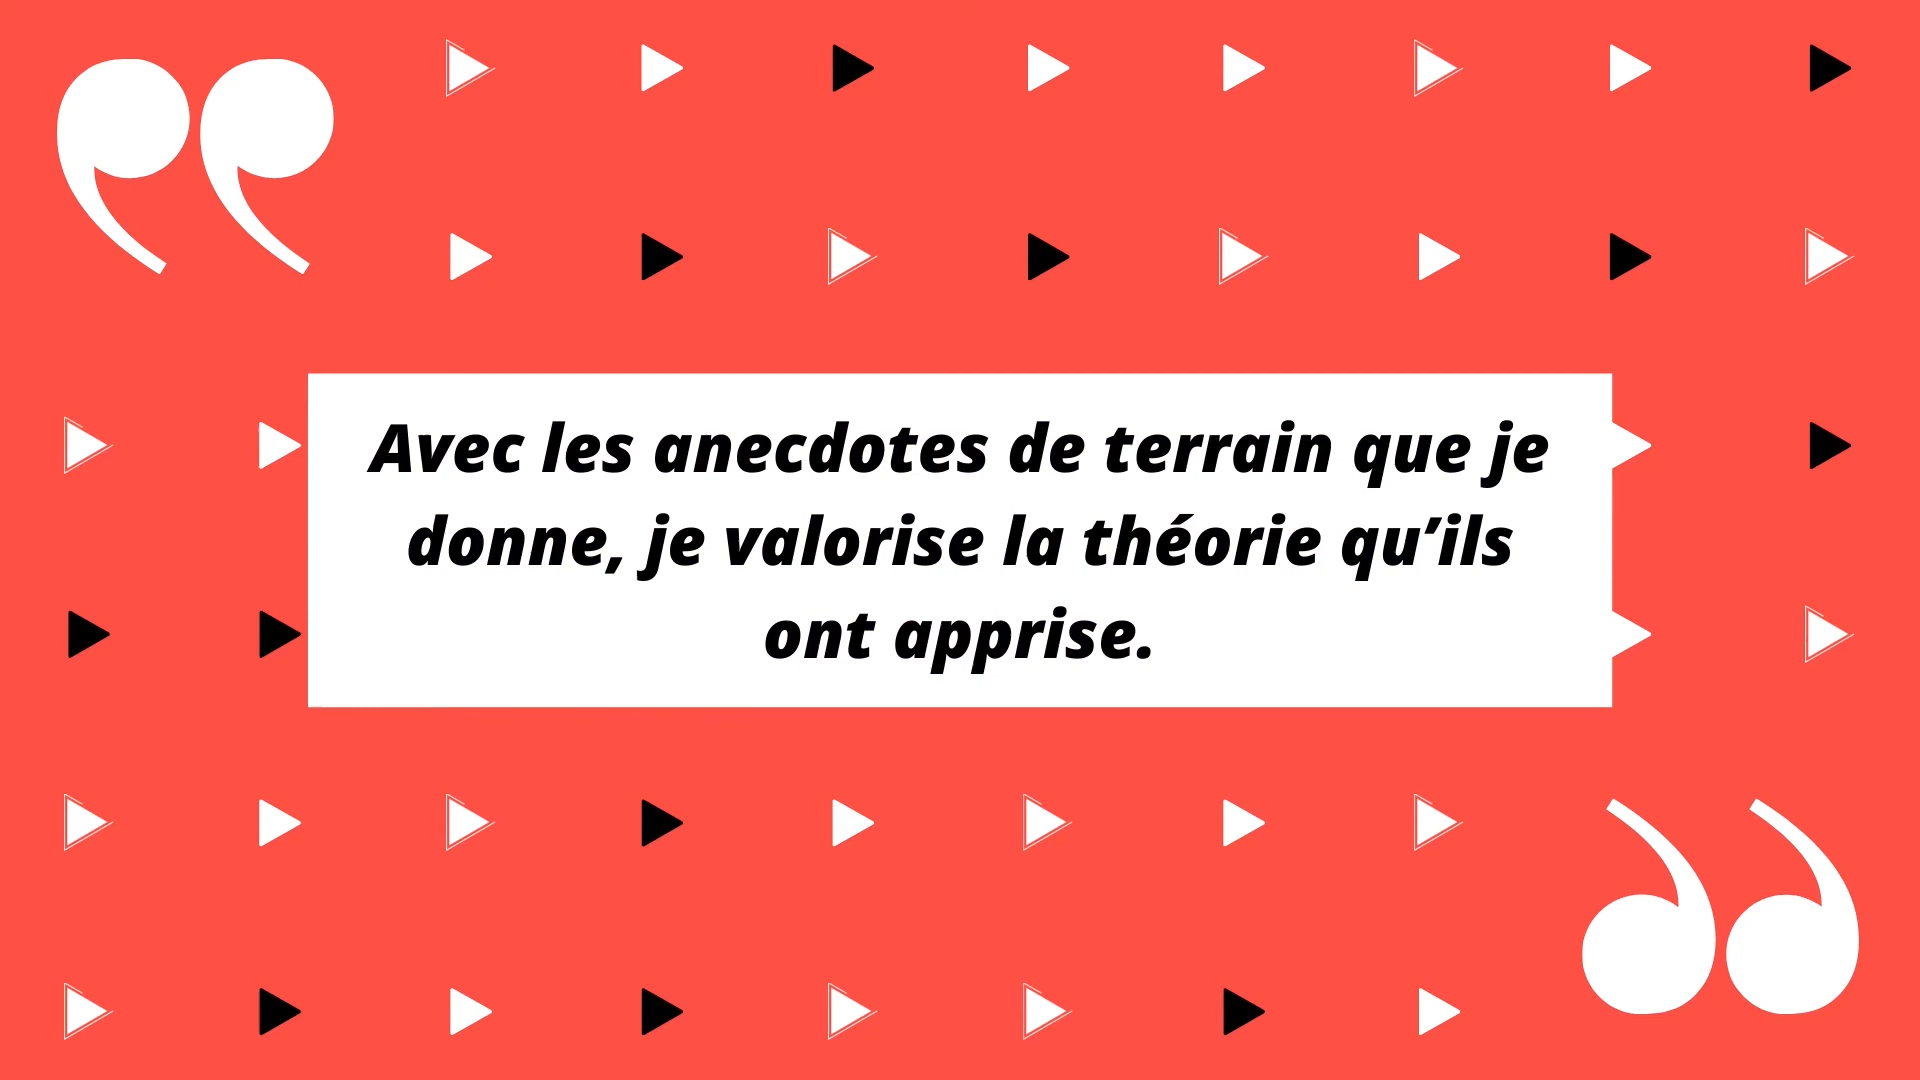 Avec les anecdotes de terrain que je
donne, je valorise la théorie qu’ils
ont apprise.